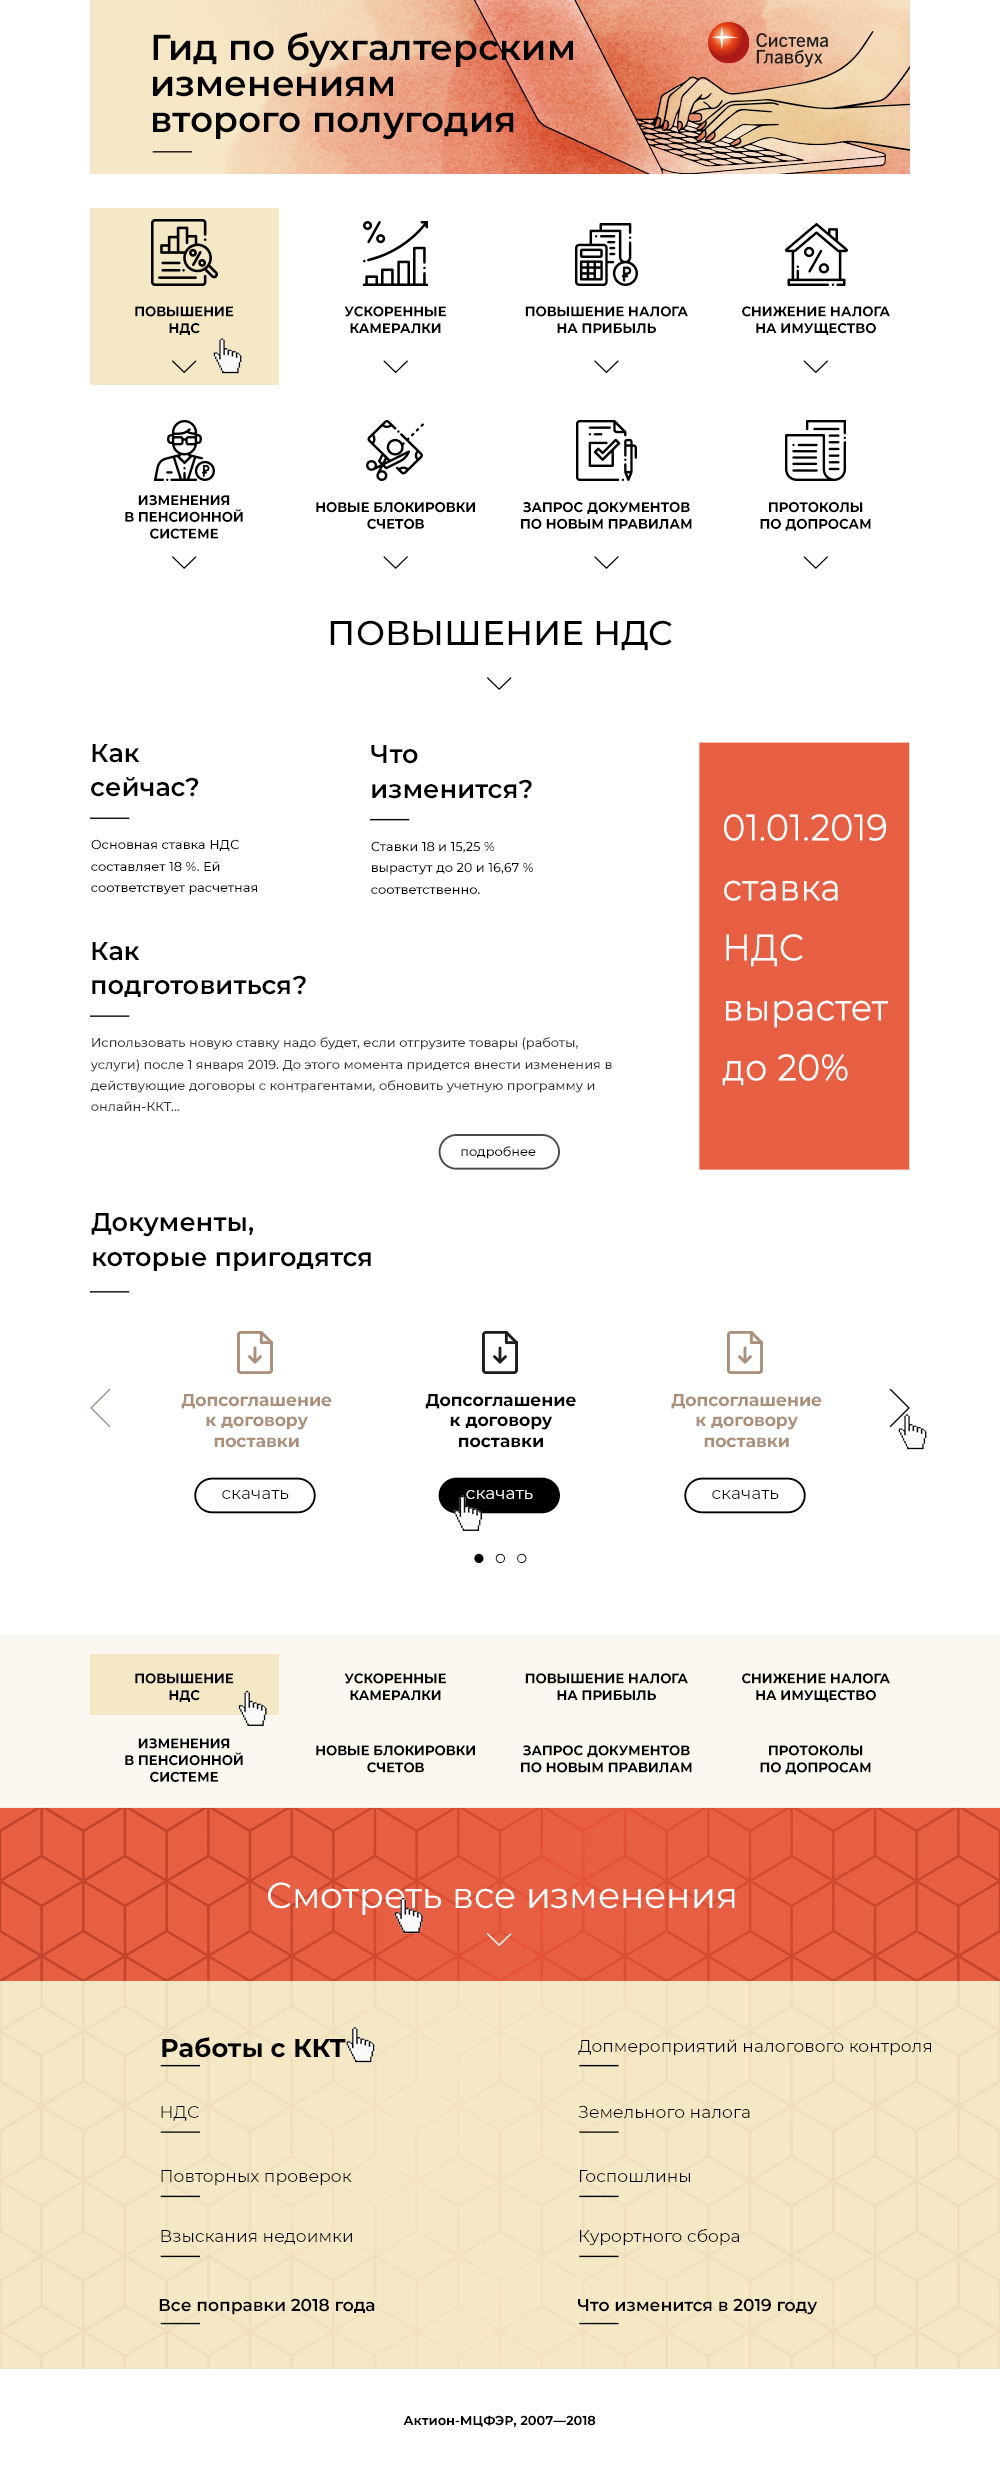 Гид по бухгалтерским
изменениям
второго полугодия
Система
Главбух
ПОВЫШЕНИЕ
НДС
УСКОРЕННЫЕ
КАМЕРАЛКИ
ПОВЫШЕНИЕ НАЛОГА
НА ПРИБЫЛЬ
СНИЖЕНИЕ НАЛОГА
НА ИМУЩЕСТВО
ИЗМЕНЕНИЯ
В ПЕНСИОННОЙ
СИСТЕМЕ
НОВЫЕ БЛОКИРОВКИ
СЧЕТОВ
ЗАПРОС ДОКУМЕНТОВ
ПО НОВЫМ ПРАВИЛАМ
ПРОТОКОЛЫ
ПО ДОПРОСАМ
ПОВЫШЕНИЕ НДС
Как
сейчас?
Основная ставка НДС
составляет 18 %. Ей
соответствует расчетная
Что
изменится?
Ставки 18 и 15,25 %
вырастут до 20 и 16,67 %
соответственно.
01.01.2019
ставка
НДС
вырастет
до 20%
Как
подготовиться?
Использовать новую ставку надо будет, если отгрузите товары (работы,
услуги) после 1 января 2019. До этого момента придется внести изменения в
действующие договоры с контрагентами, обновить учетную программу и
онлайн-ККТ...
подробнее
Документы,
которые пригодятся
Допсоглашение
к договору
поставки
скачать
Допсоглашение
к договору
поставки
скачать
Допсоглашение
к договору
поставки
скачать
ПОВЫШЕНИЕ
НДС
УСКОРЕННЫЕ
КАМЕРАЛКИ
ПОВЫШЕНИЕ НАЛОГА
НА ПРИБЫЛЬ
СНИЖЕНИЕ НАЛОГА
НА ИМУЩЕСТВО
ИЗМЕНЕНИЯ
В ПЕНСИОННОЙ
СИСТЕМЕ
НОВЫЕ БЛОКИРОВКИ
СЧЕТОВ
ЗАПРОС ДОКУМЕНТОВ
ПО НОВЫМ ПРАВИЛАМ
ПРОТОКОЛЫ
ПО ДОПРОСАМ
Смотреть все изменения
Работы с ККТ
Допмероприятий налогового контроля
НДС
Земельного налога
Повторных проверок
Госпошлины
Взыскания недоимки
Курортного сбора
Все поправки 2018 года
Что изменится в 2019 году
Актион-МЦФЭР, 2007—2018